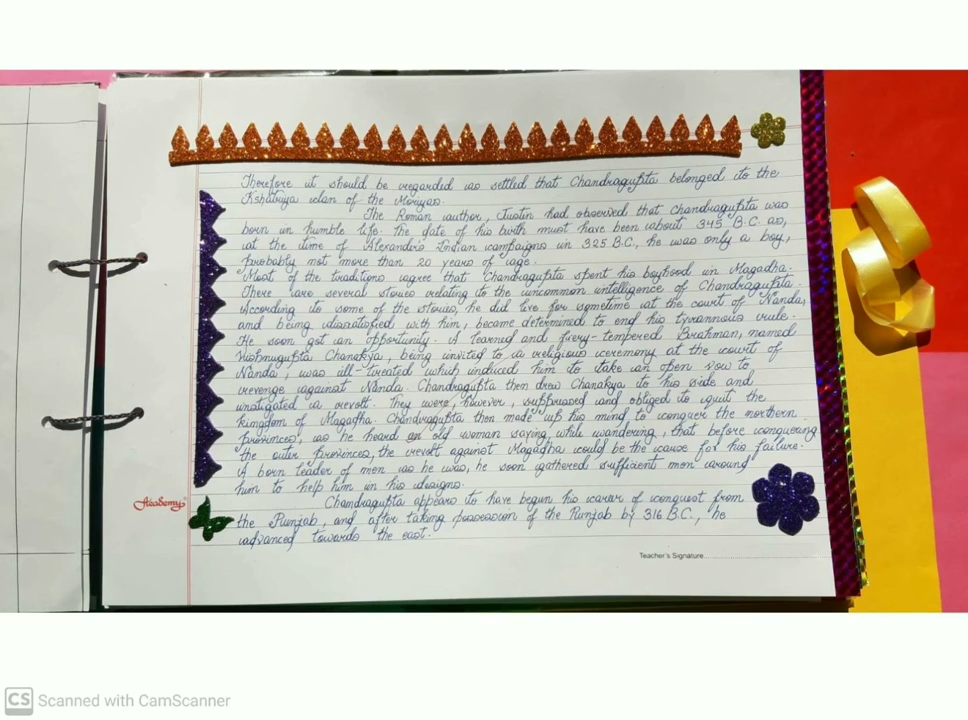 Therefore it should be regarded as settled that Chandragupta belonged to the
Kshatriya clan of the Moriyas.
The Roman author, Justin had observed that Chandragupta was
born in humble life. The date of his birth must have been about 345 B.C. as,
at the time of Alexander's Indian campaigns in 325 B.C., he was only a boy,
probably not more than 20 years of age.
Most of the traditions agree that Chandragupta spent his boyhood in Magadha.
There are several stories relating to the uncommon intelligence of Chandragupta.
According to some of the stories, he did live for sometime at the court of Nanda,
and being dissatisfied with him, became determined to end his tyrannous rule.
He soon got an opportunity. A learned and fiery-tempered Brahman, named
Vishnugupta Chanakya, being invited to a religious ceremony at the court of
Nanda, was ill-treated which induced him to take an open vow to
revenge against Nanda. Chandragupta then drew Chanakya to his side and
instigated a revolt. They were, however, suppressed and obliged to quit the
kingdom of Magadha. Chandragupta then made up his mind to conquer the northern
provinces, as he heard an old woman saying, while wandering, that before conquering
the outer provinces, the revolt against Magadha could be the cause for his failure.
A born leader of men as he was, he soon gathered sufficient men around
him to help him in his designs.
Chandragupta appears to have begun his career of conquest from
the Punjab, and after taking possession of the Punjab by 316 B.C., he
advanced towards the east.
Teacher's Signature
CS Scanned with CamScanner